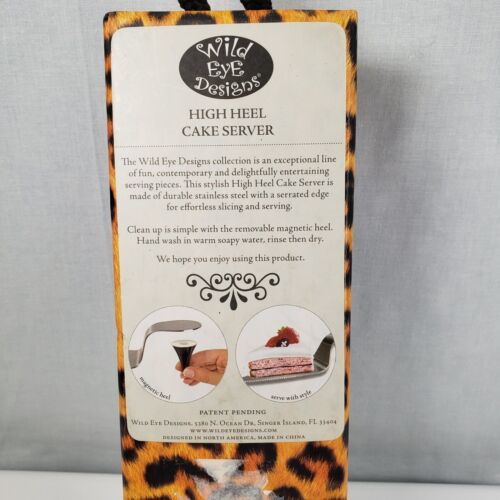 Wild
Eye
Designs®
HIGH HEEL
CAKE SERVER
The Wild Eye Designs collection is an exceptional line
of fun, contemporary and delightfully entertaining
serving pieces. This stylish High Heel Cake Server is
made of durable stainless steel with a serrated edge
for effortless slicing and serving.
Clean up is simple with the removable magnetic heel.
Hand wash in warm soapy water, rinse then dry.
We hope you enjoy using this product.
magnetic heel
serve with style
PATENT PENDING
Wild Eye Designs. 5380 N. Ocean Dr, Singer Island, FL 33404
WWW.WILDEYEDESIGNS.COM
DESIGNED IN NORTH AMERICA, MADE IN CHINA